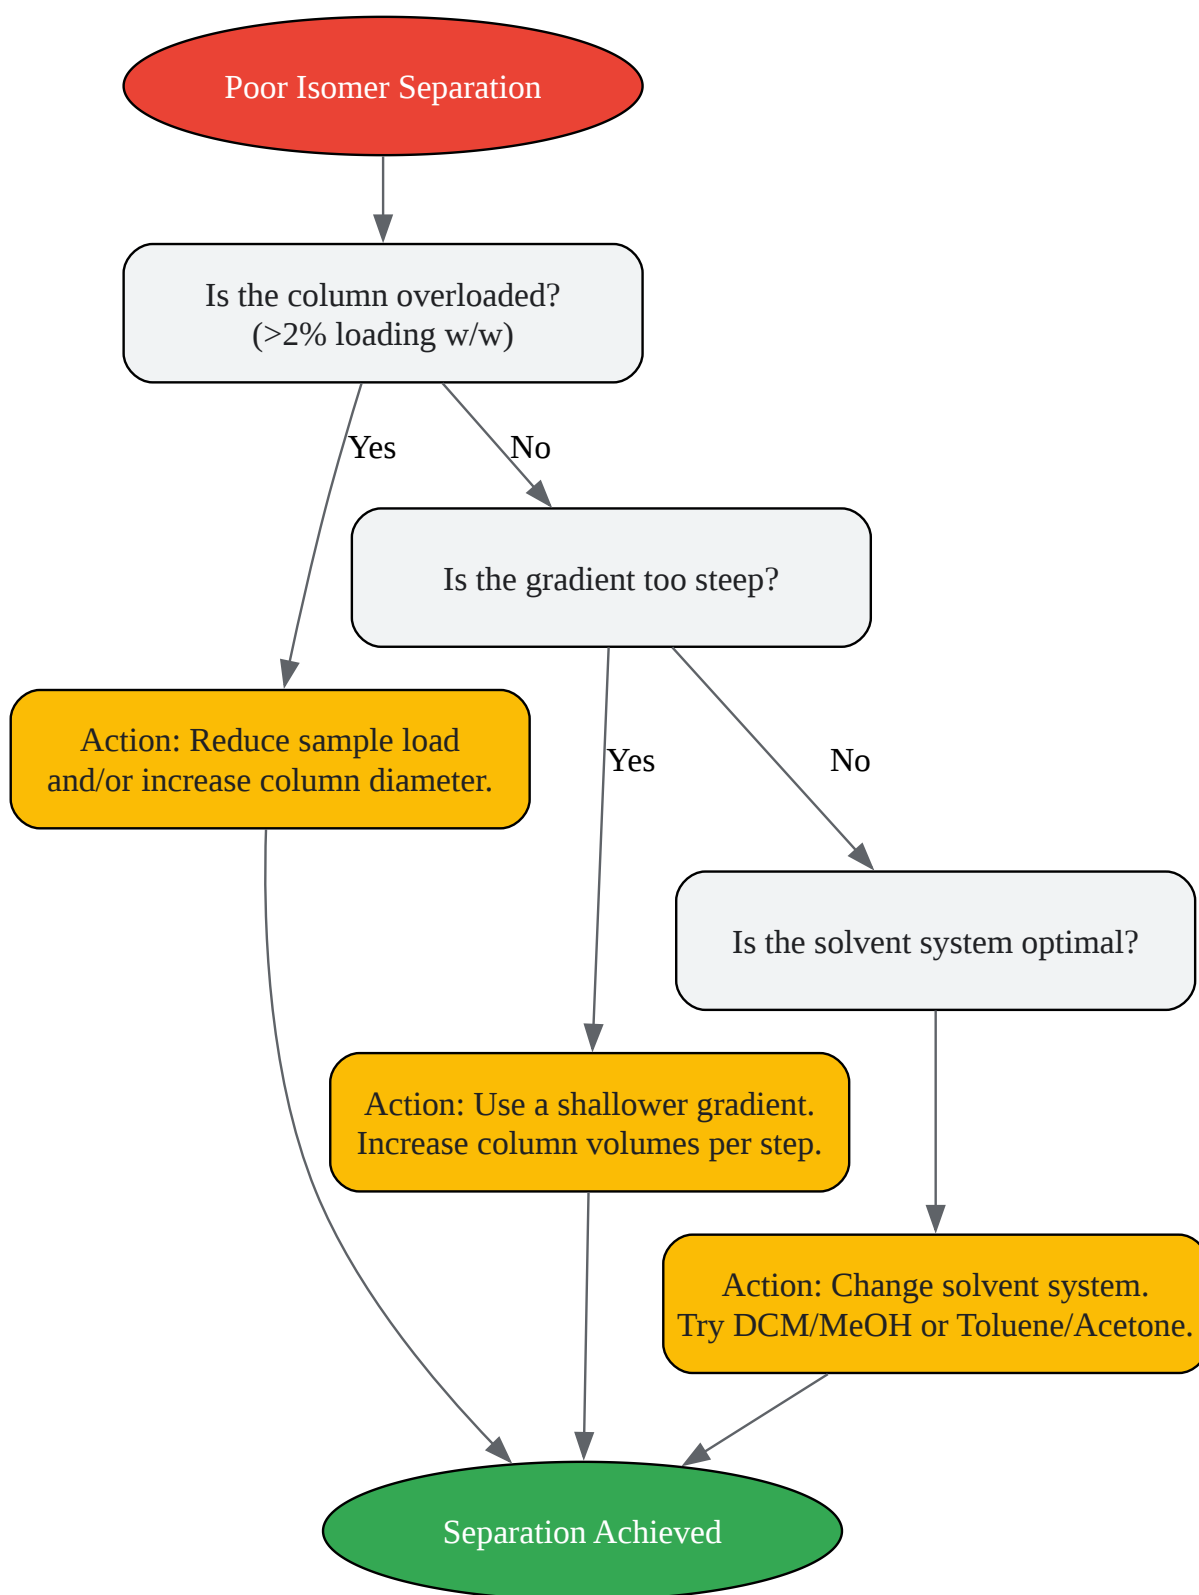 Poor Isomer Separation
Is the column overloaded?
(>2% loading w/w)
Yes
No
Is the gradient too steep?
Action: Reduce sample load
and/or increase column diameter.
Yes
No
Is the solvent system optimal?
Action: Use a shallower gradient.
Increase column volumes per step.
Action: Change solvent system.
Try DCM/MeOH or Toluene/Acetone.
Separation Achieved